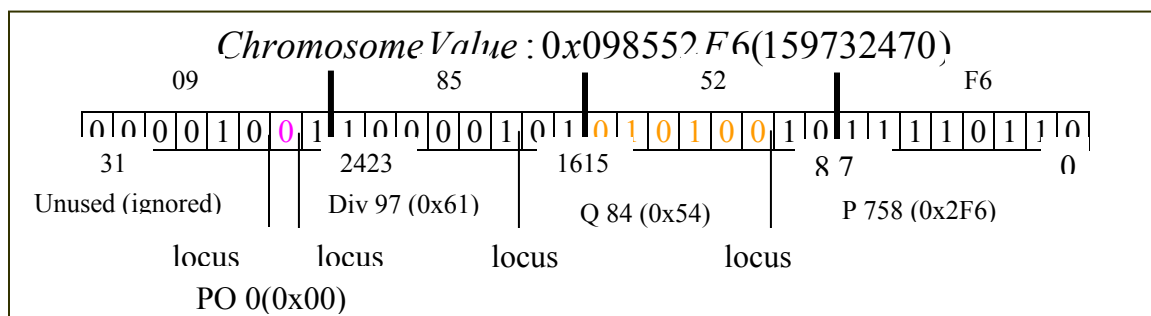 Chromosome Value : 0x098552F6(159732470)
09 85 52 F6
0 0 0 0 1 0 0 1 1 0 0 0 0 1 0 1 0 1 0 1 0 0 1 0 1 1 1 1 0 1 1 0
31 2423 1615 8 7 0
Unused (ignored) Div 97 (0x61) Q 84 (0x54) P 758 (0x2F6)
locus locus locus locus
PO 0(0x00)